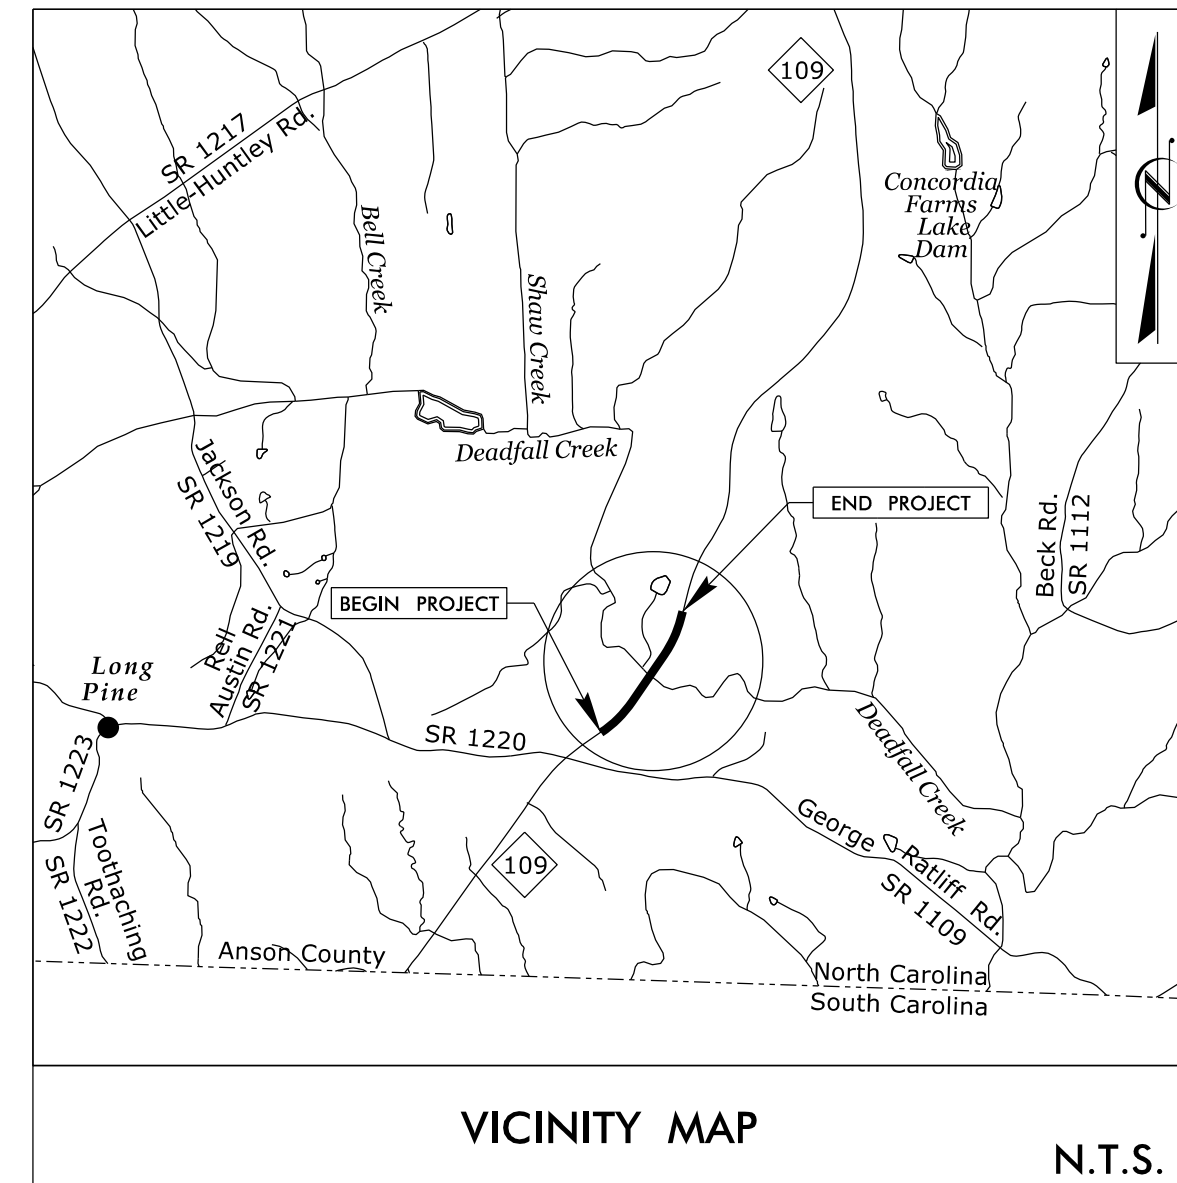 109
SR 1217
Little-Huntley Rd.
Concordia
Farms
Lake
Dam
N
Bell Creek
Shaw Creek
Deadfall Creek
Jackson Rd.
SR 1219
END PROJECT
Beck Rd.
SR 1112
BEGIN PROJECT
Rell
Austin Rd.
SR 1221
Long
Pine
SR 1220
Deadfall Creek
SR 1223
George Ratliff Rd.
SR 1109
Toothaching
Rd.
SR 1222
109
Anson County
North Carolina
South Carolina
VICINITY MAP
N.T.S.